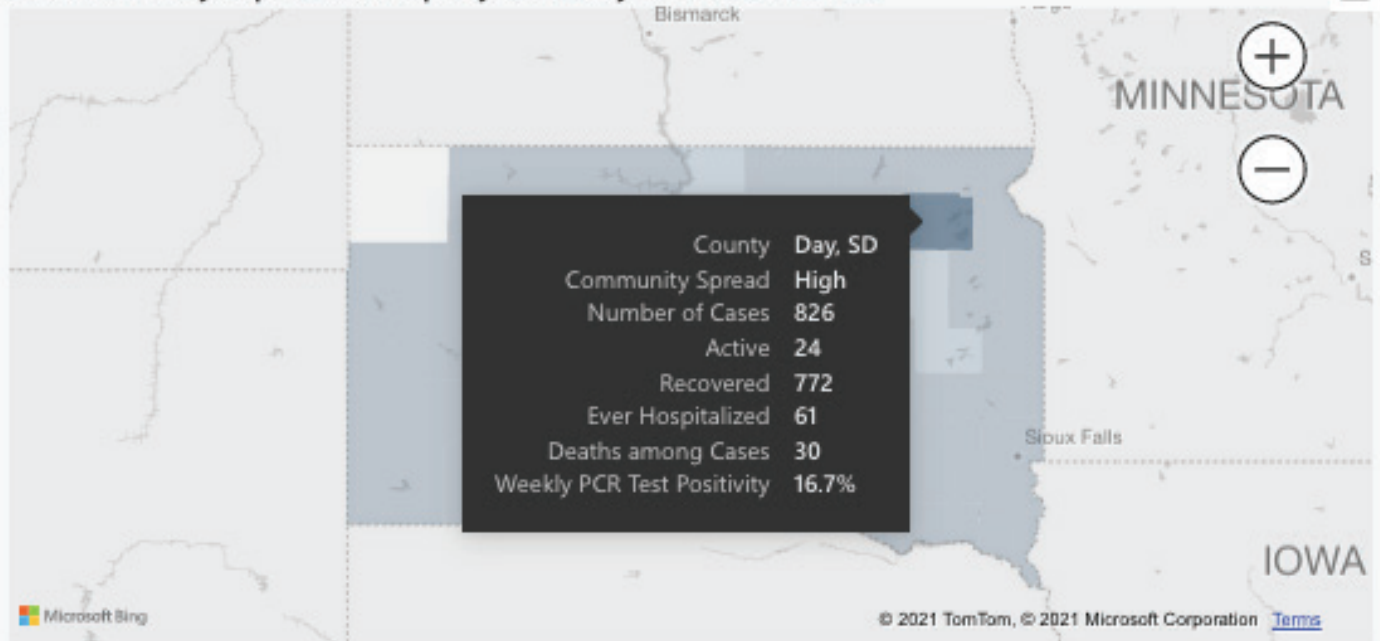 Bismarck
MINNESOTA
County Day, SD
Community Spread High
Number of Cases 826
Active 24
Recovered 772
Ever Hospitalized 61
Deaths among Cases 30
Weekly PCR Test Positivity 16.7%
Sioux Falls
IOWA
Microsoft Bing
© 2021 TomTom, © 2021 Microsoft Corporation Terms